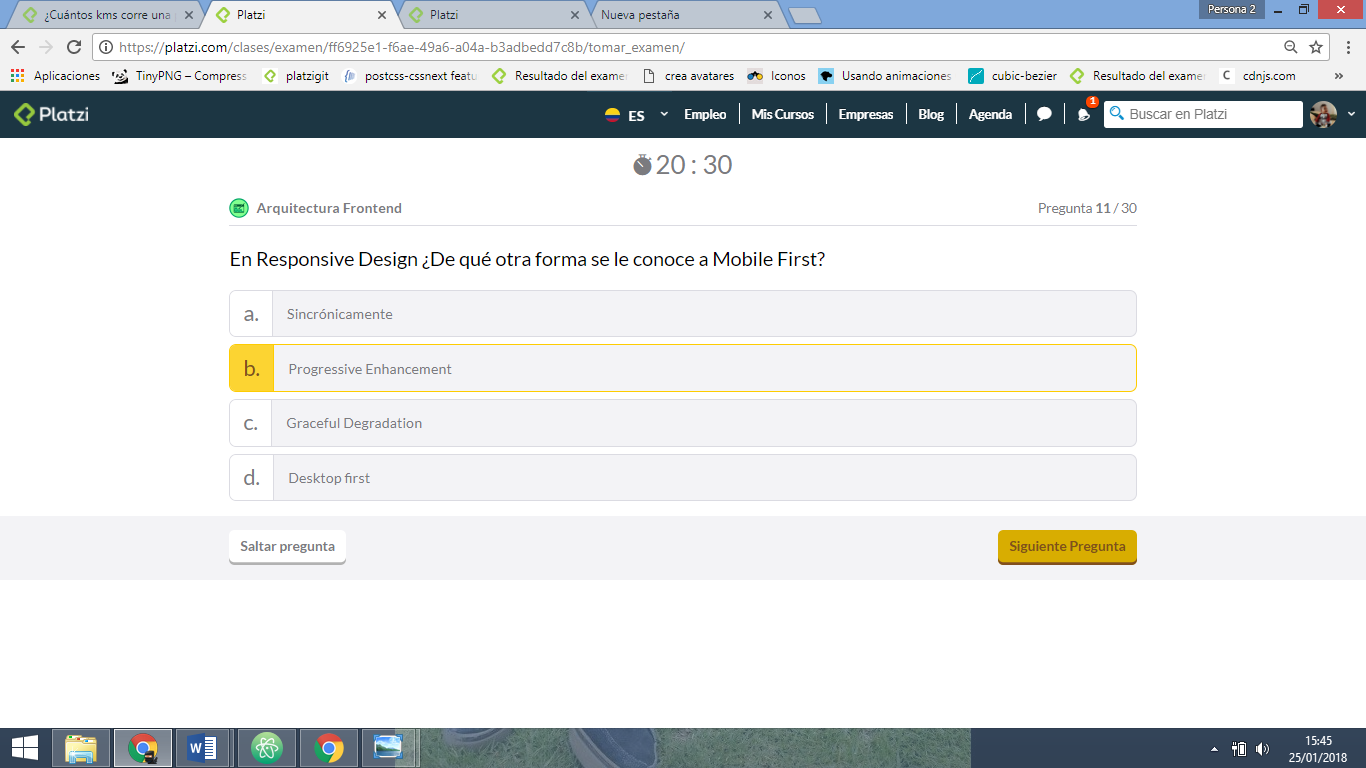 ¿Cuántos kms corre una
Platzi
Platzi
Nueva pestaña
Persona 2
https://platzi.com/clases/examen/ff6925e1-f6ae-49a6-a04a-b3adbedd7c8b/tomar_examen/
Aplicaciones
TinyPNG – Compress
platzigit
postcss-cssnext featu
Resultado del exame
crea avatares
Iconos
Usando animaciones
cubic-bezier
Resultado del exame
cdnjs.com
»
Platzi
ES
Empleo
Mis Cursos
Empresas
Blog
Agenda
1
Buscar en Platzi
20 : 30
Arquitectura Frontend
Pregunta 11 / 30
En Responsive Design ¿De qué otra forma se le conoce a Mobile First?
a. Sincrónicamente
b. Progressive Enhancement
c. Graceful Degradation
d. Desktop first
Saltar pregunta
Siguiente Pregunta
15:45
25/01/2018